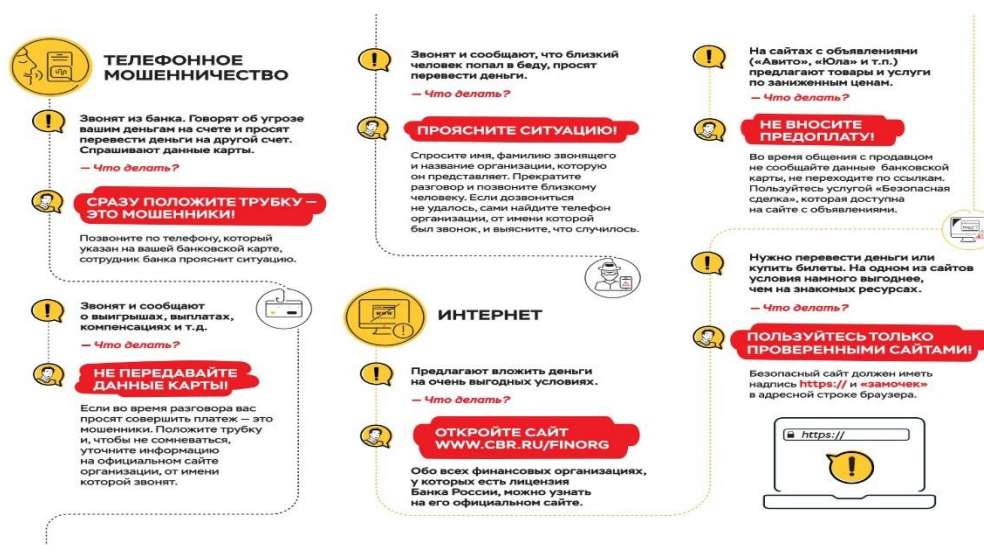 ТЕЛЕФОННОЕ
МОШЕННИЧЕСТВО
Звонят из банка. Говорят об угрозе
вашим деньгам на счете и просят
перевести деньги на другой счет.
Спрашивают данные карты.
— Что делать?
СРАЗУ ПОЛОЖИТЕ ТРУБКУ —
ЭТО МОШЕННИКИ!
Позвоните по телефону, который
указан на вашей банковской карте,
сотрудник банка прояснит ситуацию.
Звонят и сообщают
о выигрышах, выплатах,
компенсациях и т.д.
— Что делать?
НЕ ПЕРЕДАВАЙТЕ
ДАННЫЕ КАРТЫ!
Если во время разговора вас
просят совершить платеж — это
мошенники. Положите трубку
и, чтобы не сомневаться,
уточните информацию
на официальном сайте
организации, от имени
которой звонят.
Звонят и сообщают, что близкий
человек попал в беду, просят
перевести деньги.
— Что делать?
ПРОЯСНИТЕ СИТУАЦИЮ!
Спросите имя, фамилию звонящего
и название организации, которую
он представляет. Прекратите
разговор и позвоните близкому
человеку. Если дозвониться
не удалось, сами найдите телефон
организации, от имени которой
был звонок, и выясните, что случилось.
WWW
ИНТЕРНЕТ
Предлагают вложить деньги
на очень выгодных условиях.
— Что делать?
ОТКРОЙТЕ САЙТ
WWW.CBR.RU/FINORG
Обо всех финансовых организациях,
у которых есть лицензия
Банка России, можно узнать
на его официальном сайте.
На сайтах с объявлениями
(«Авито», «Юла» и т.п.)
предлагают товары и услуги
по заниженным ценам.
— Что делать?
НЕ ВНОСИТЕ
ПРЕДОПЛАТУ!
Во время общения с продавцом
не сообщайте данные банковской
карты, не переходите по ссылкам.
Пользуйтесь услугой «Безопасная
сделка», которая доступна
на сайте с объявлениями.
Нужно перевести деньги или
купить билеты. На одном из сайтов
условия намного выгоднее,
чем на знакомых ресурсах.
— Что делать?
ПОЛЬЗУЙТЕСЬ ТОЛЬКО
ПРОВЕРЕННЫМИ САЙТАМИ!
Безопасный сайт должен иметь
надпись https:// и «замочек»
в адресной строке браузера.
https://